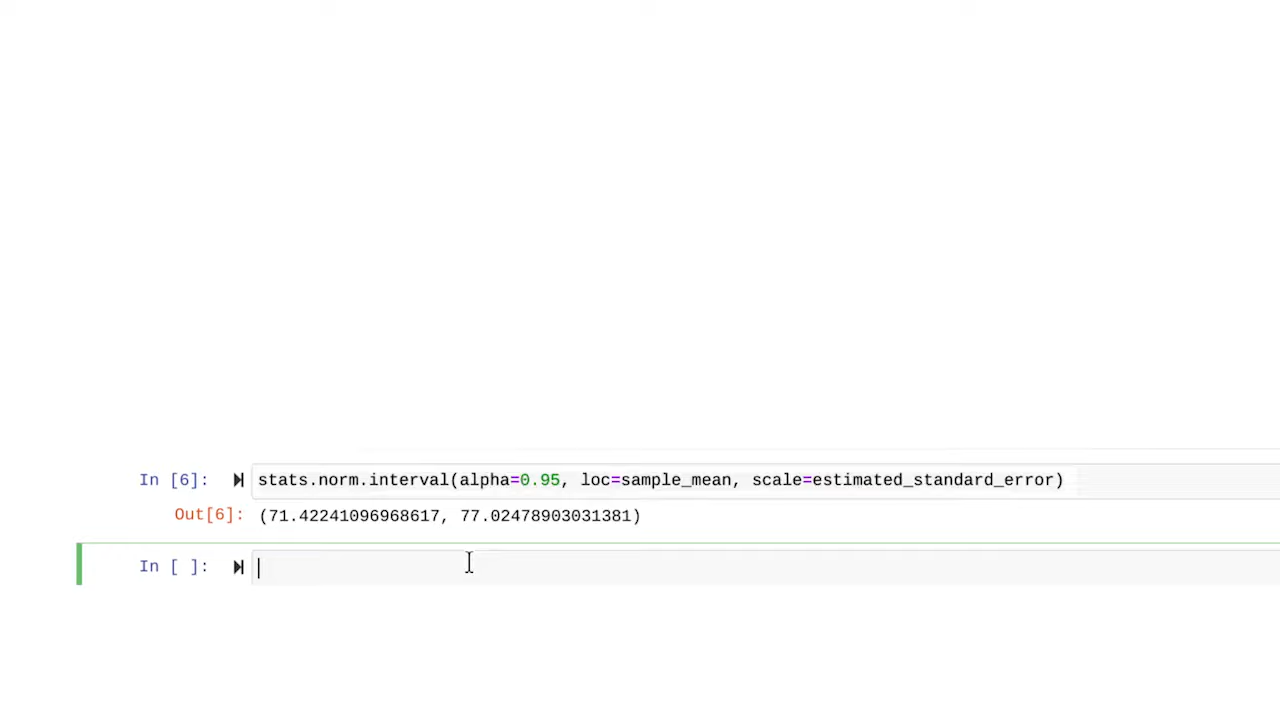 In [6]: stats.norm.interval(alpha=0.95, loc=sample_mean, scale=estimated_standard_error)
Out[6]: (71.42241096968617, 77.02478903031381)
In [ ]: